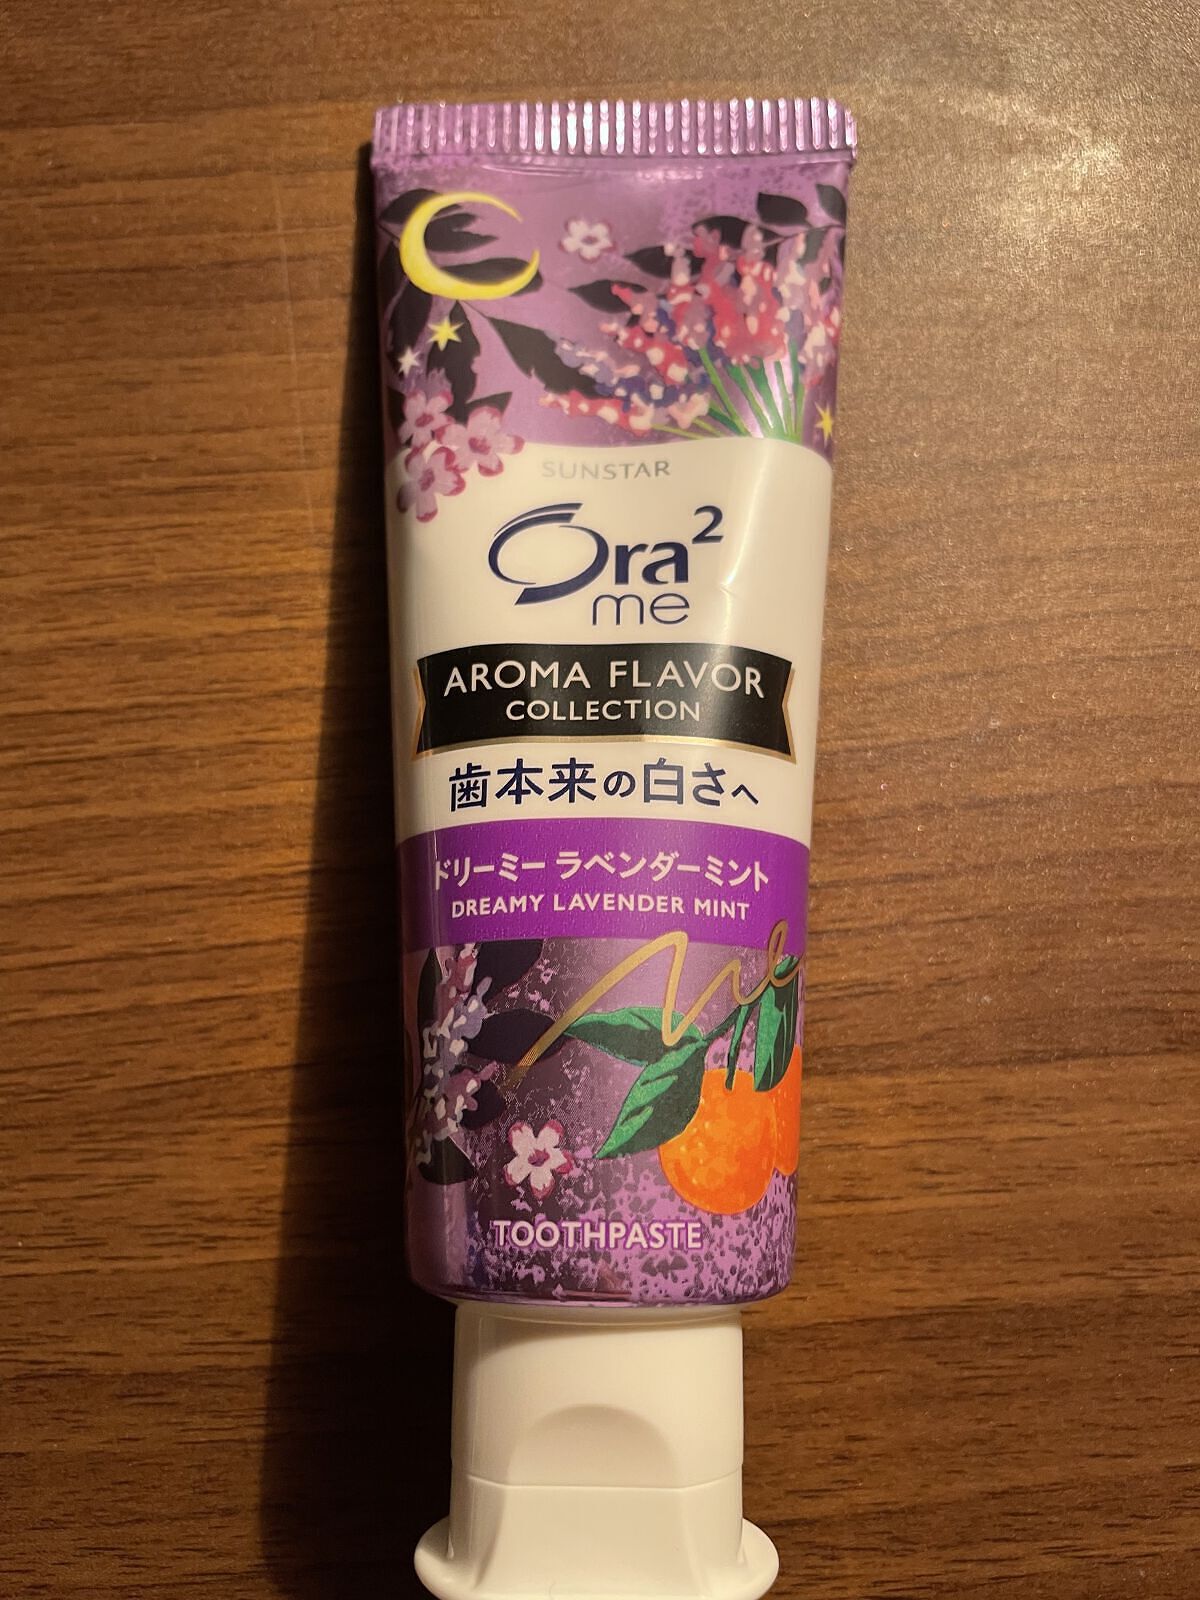 SUNSTAR
Ora²
me
AROMA FLAVOR
COLLECTION
歯本来の白さへ
ドリーミー ラベンダーミント
DREAMY LAVENDER MINT
Me
TOOTHPASTE